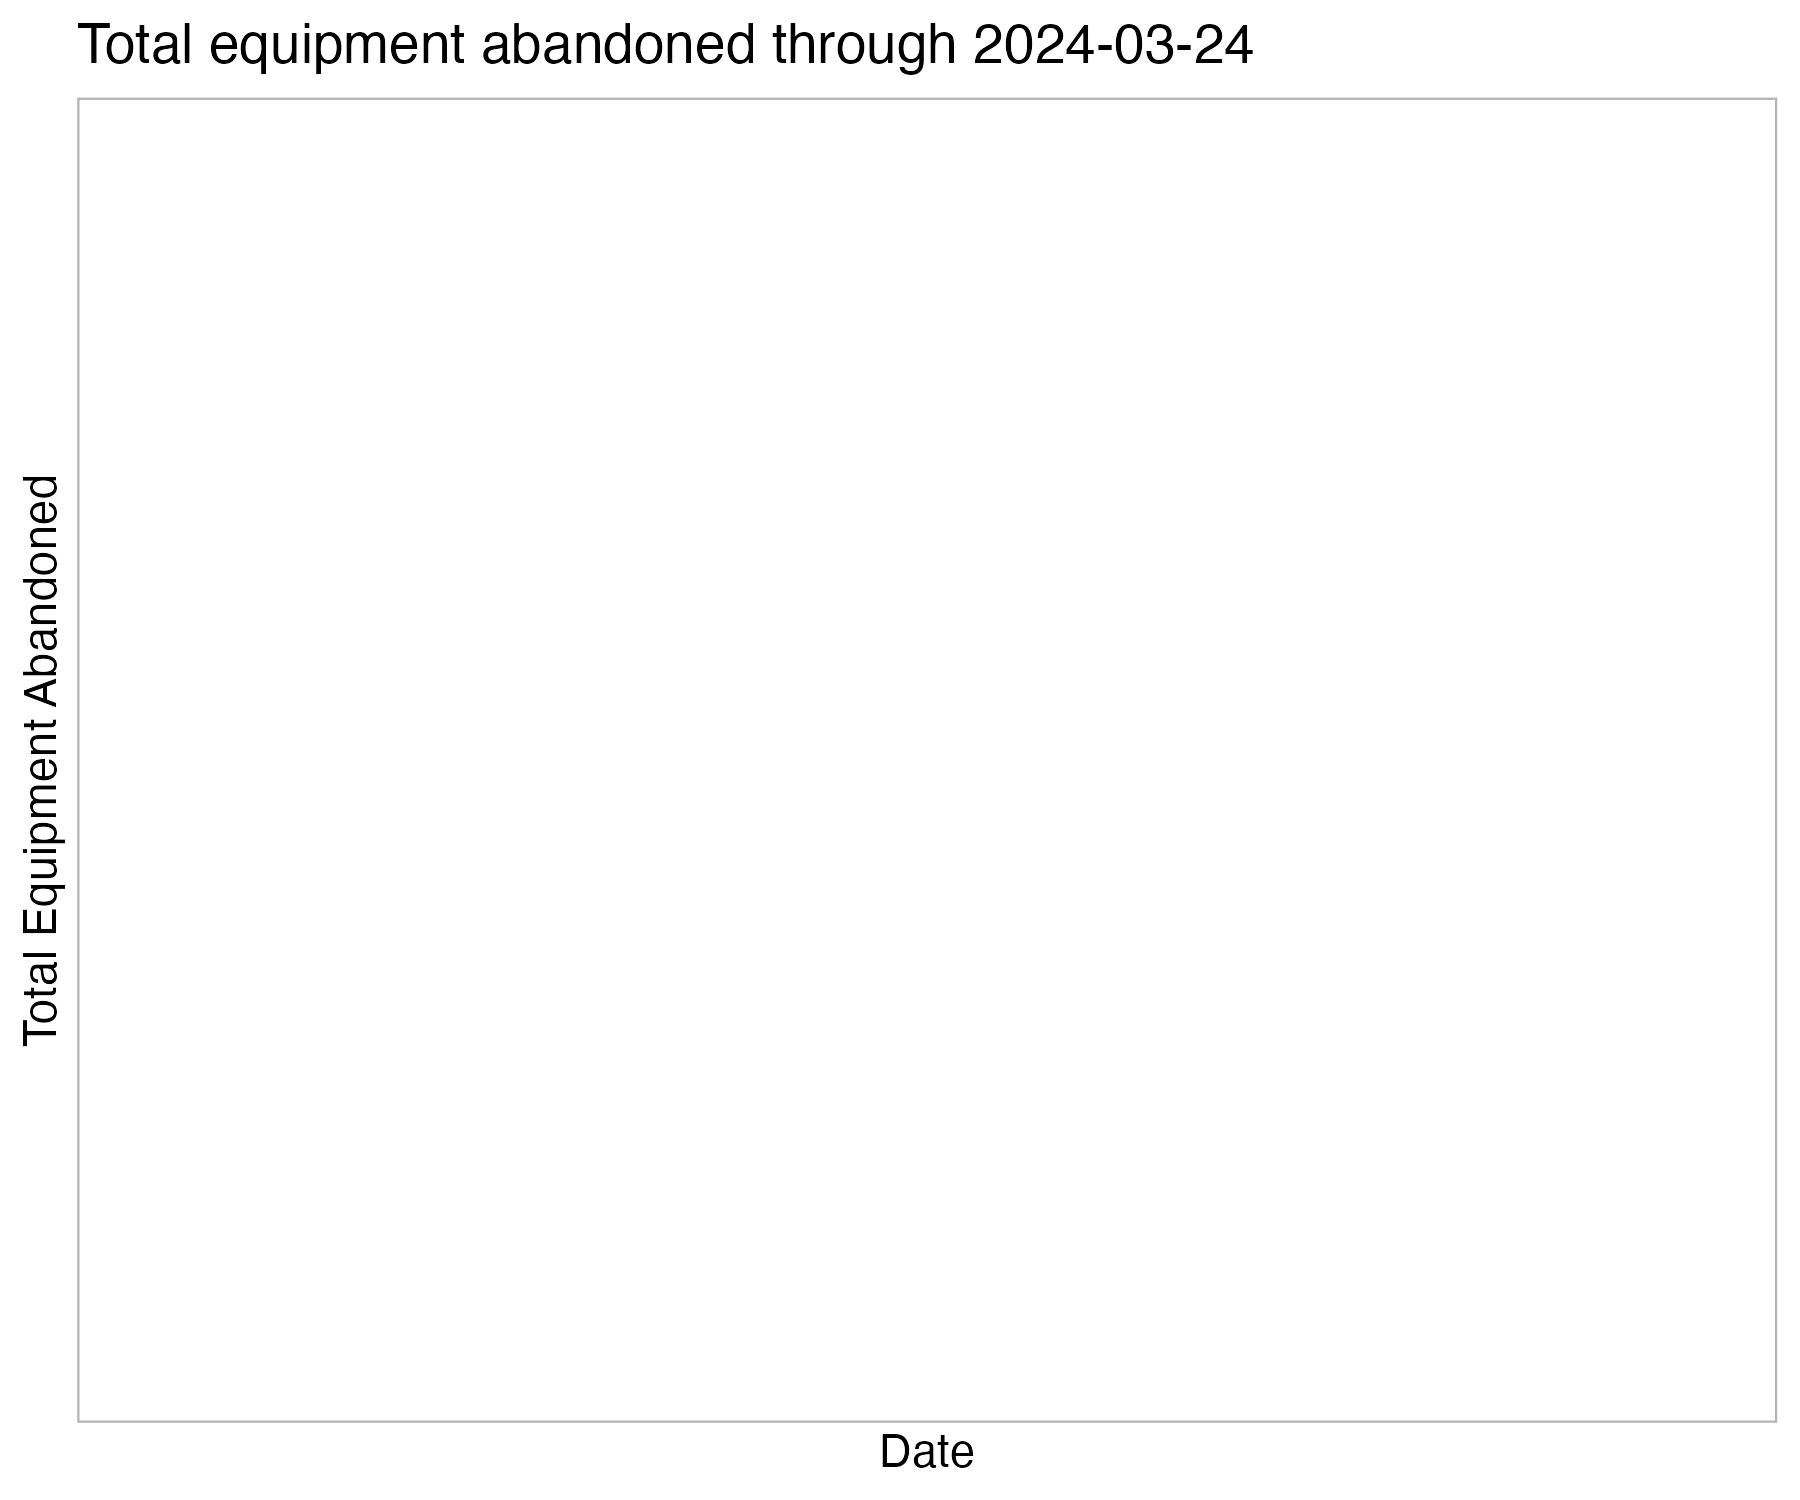 Total equipment abandoned through 2024-03-24
Total Equipment Abandoned
Date